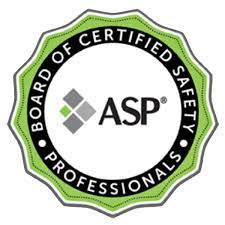 BOARD OF CERTIFIED SAFETY
ASP®
• PROFESSIONALS •